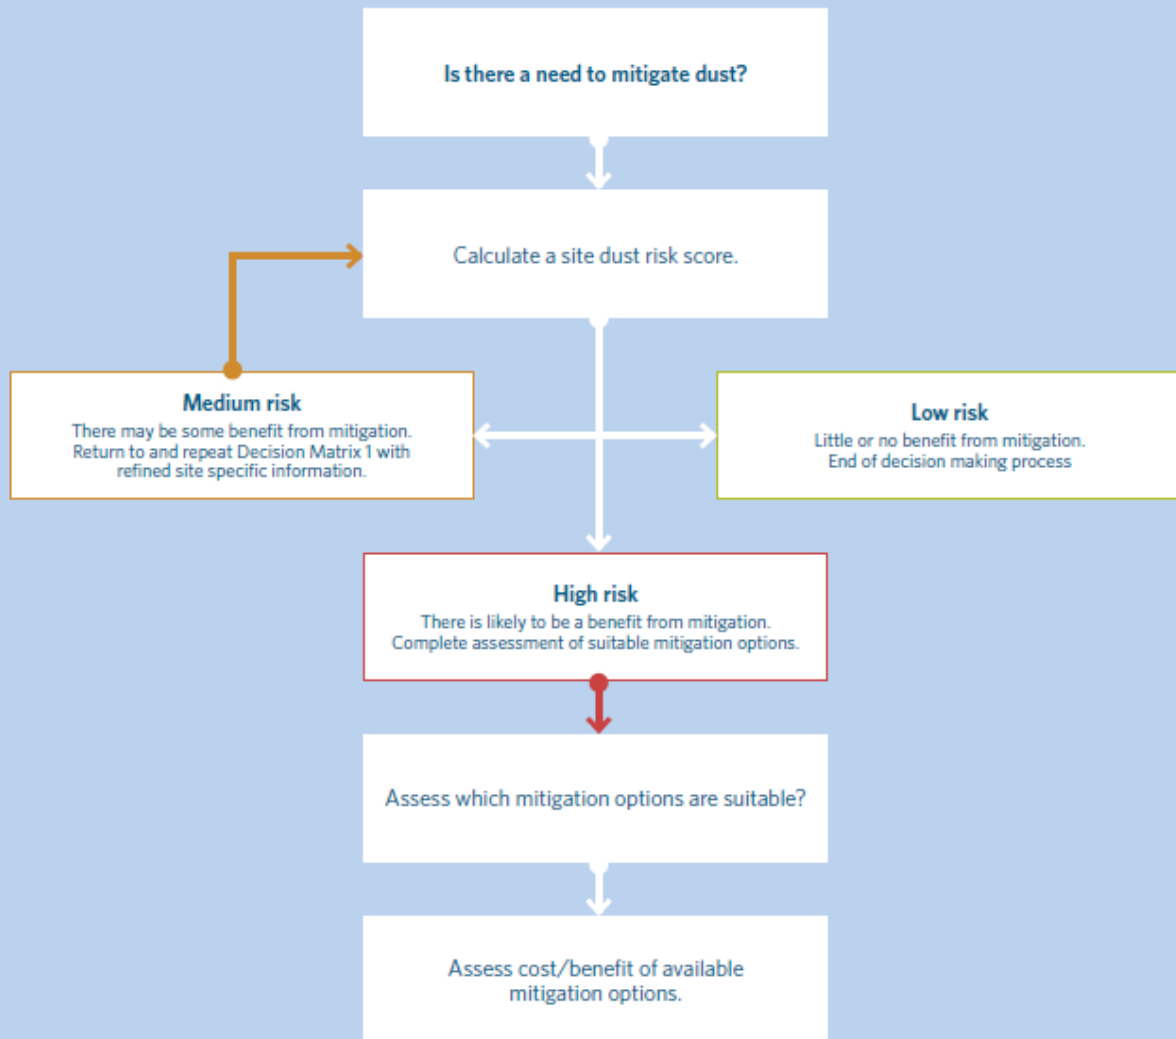 Is there a need to mitigate dust?
Calculate a site dust risk score.
Medium risk
There may be some benefit from mitigation.
Return to and repeat Decision Matrix 1 with
refined site specific information.
Low risk
Little or no benefit from mitigation.
End of decision making process
High risk
There is likely to be a benefit from mitigation.
Complete assessment of suitable mitigation options.
Assess which mitigation options are suitable?
Assess cost/benefit of available
mitigation options.